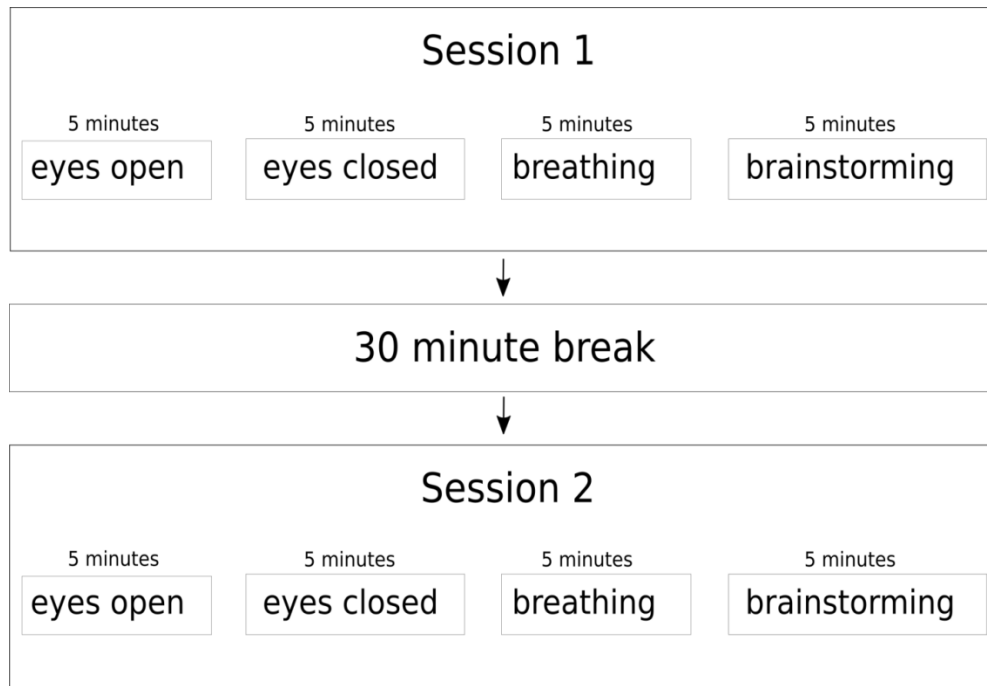 Session 1
5 minutes 5 minutes 5 minutes 5 minutes
eyes open eyes closed breathing brainstorming
30 minute break
Session 2
5 minutes 5 minutes 5 minutes 5 minutes
eyes open eyes closed breathing brainstorming